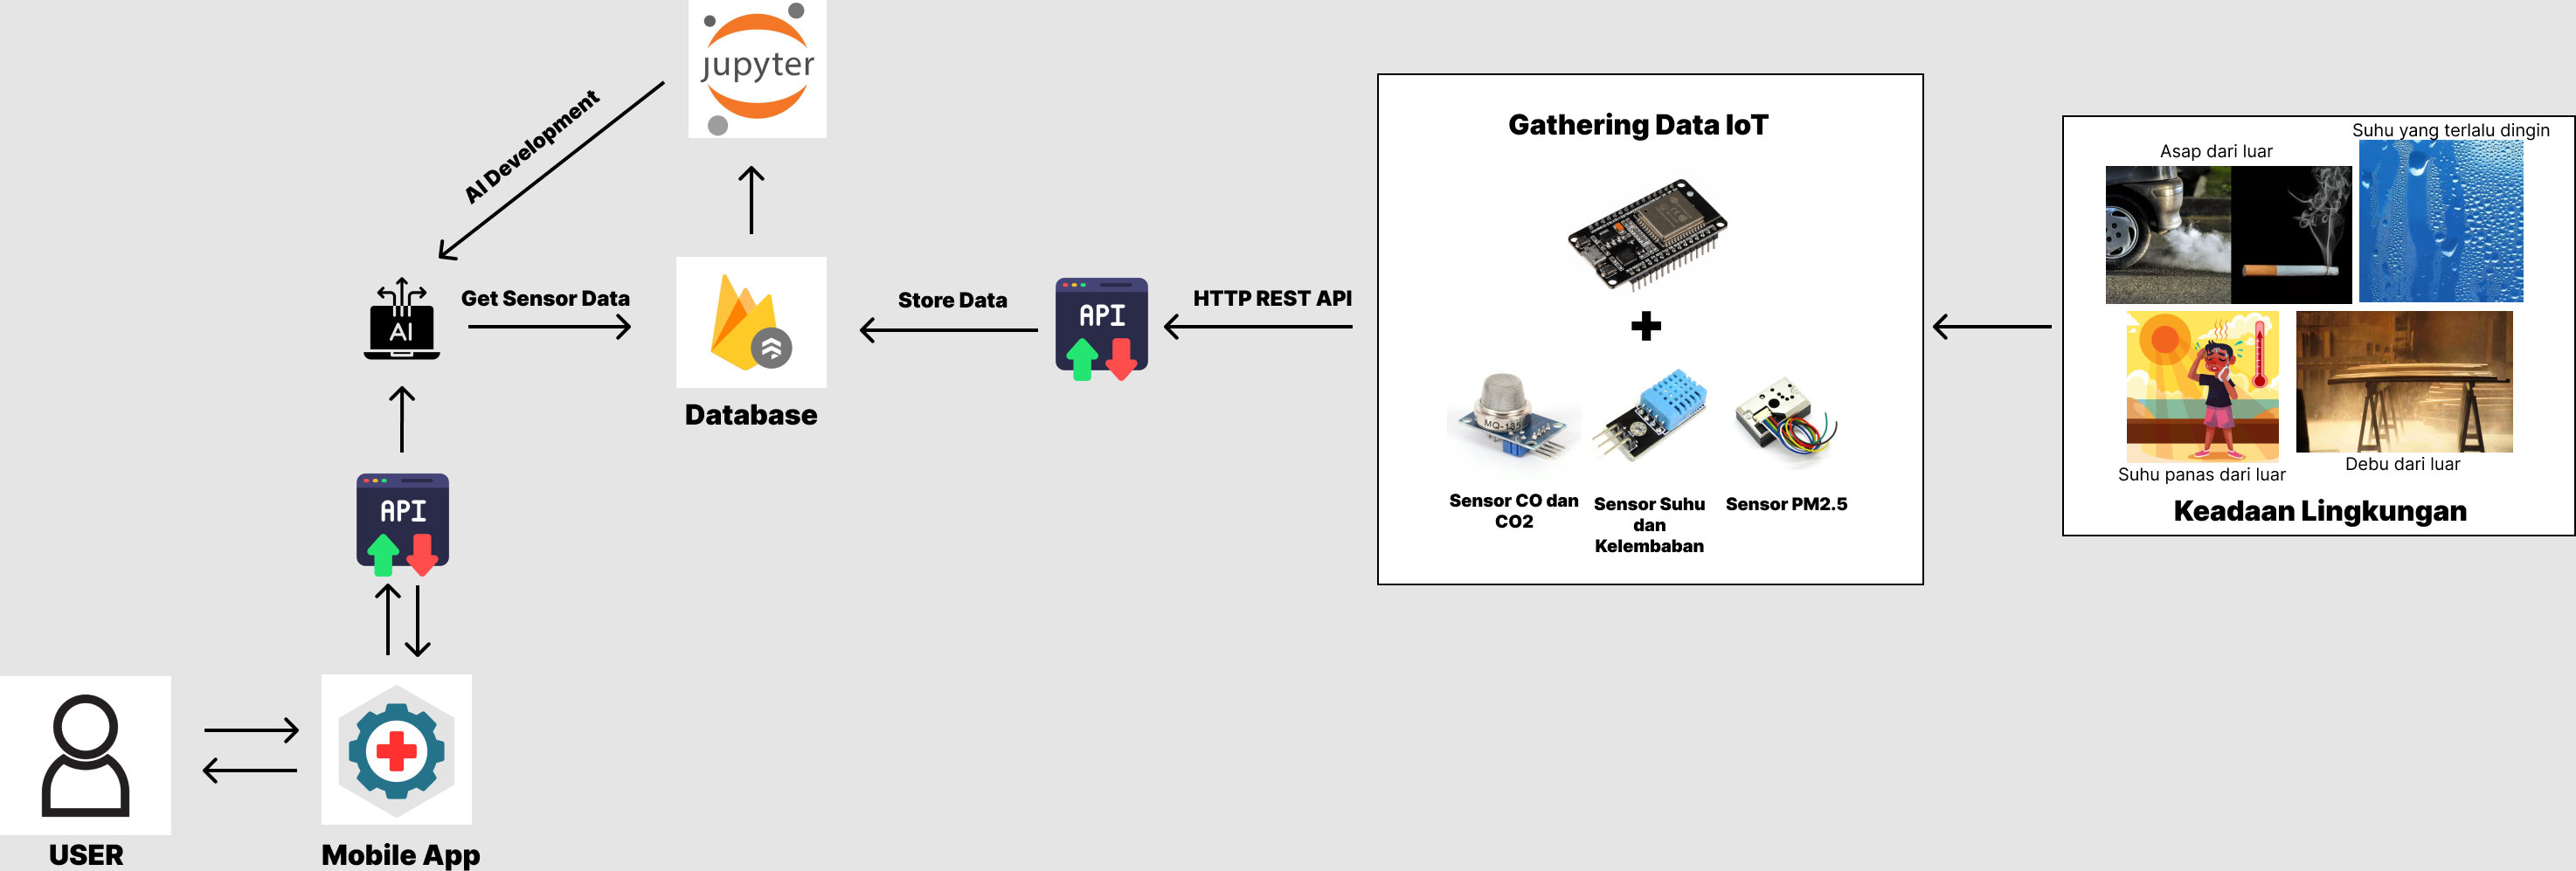 jupyter
AI Development
Get Sensor Data
AI
Database
Store Data
API
HTTP REST API
Gathering Data IoT
MQ-135
Sensor CO dan
CO2
Sensor Suhu
dan
Kelembaban
Sensor PM2.5
Suhu yang terlalu dingin
Asap dari luar
Suhu panas dari luar
Debu dari luar
Keadaan Lingkungan
API
USER
Mobile App